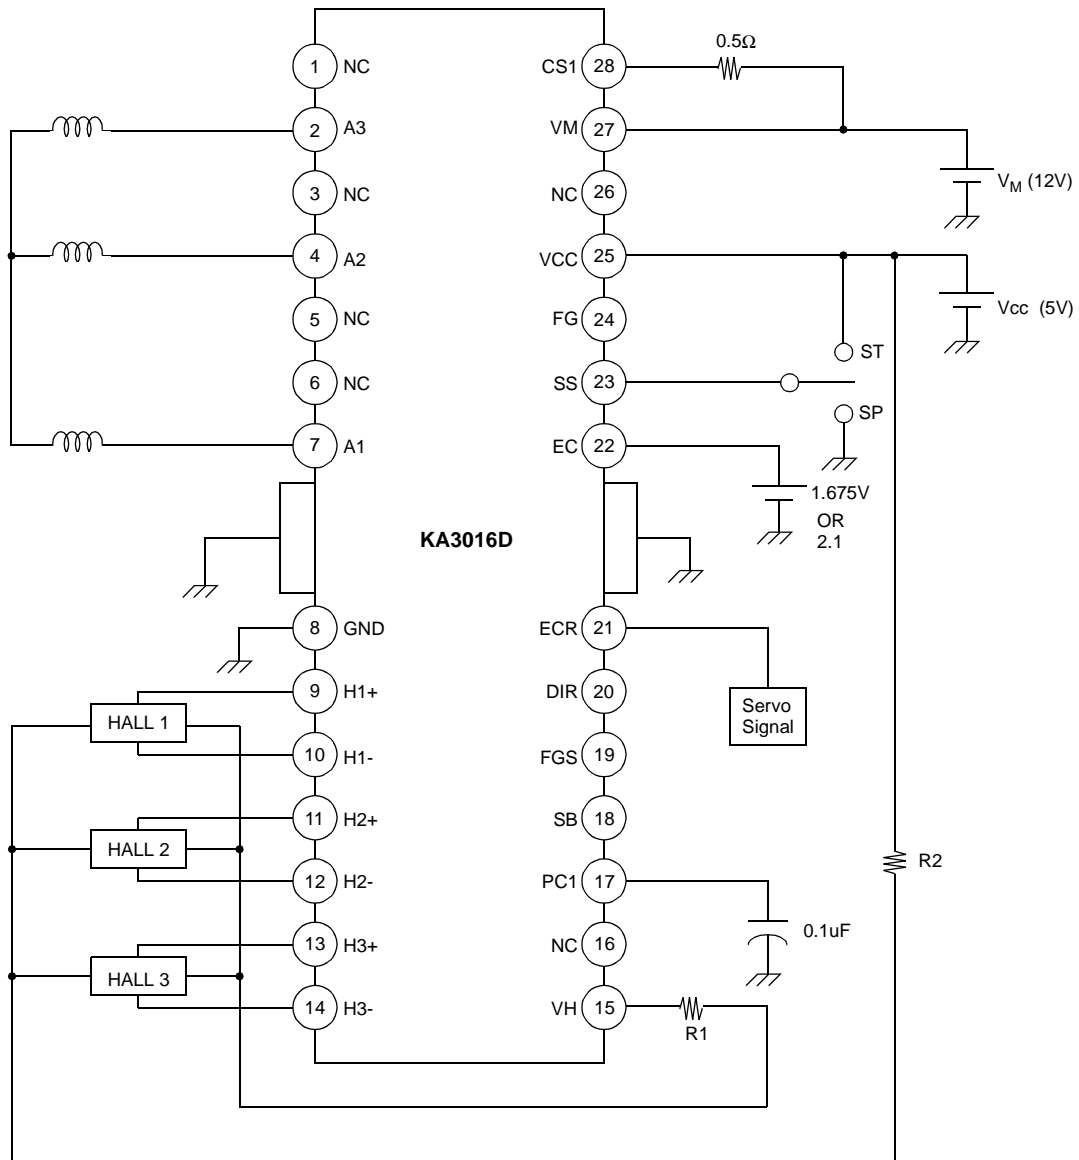 0.5Ω
1 NC
CS1 28
2 A3
VM 27
3 NC
NC 26
VM (12V)
4 A2
VCC 25
5 NC
FG 24
Vcc (5V)
ST
6 NC
SS 23
SP
7 A1
EC 22
1.675V
OR
2.1
KA3016D
8 GND
ECR 21
9 H1+
DIR 20
Servo
Signal
HALL 1
10 H1-
FGS 19
11 H2+
SB 18
HALL 2
R2
12 H2-
PC1 17
0.1uF
13 H3+
NC 16
HALL 3
14 H3-
VH 15
R1